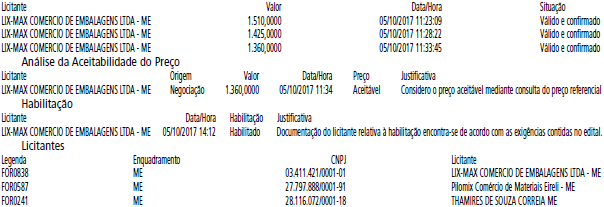 Licitante Valor Data/Hora Situação
LIX-MAX COMERCIO DE EMBALAGENS LTDA - ME 1.510,0000 05/10/2017 11:23:09 Válido e confirmado
LIX-MAX COMERCIO DE EMBALAGENS LTDA - ME 1.425,0000 05/10/2017 11:28:22 Válido e confirmado
LIX-MAX COMERCIO DE EMBALAGENS LTDA - ME 1.360,0000 05/10/2017 11:33:45 Válido e confirmado
Análise da Aceitabilidade do Preço
Licitante Origem Valor Data/Hora Preço Justificativa
LIX-MAX COMERCIO DE EMBALAGENS LTDA - ME Negociação 1.360,0000 05/10/2017 11:34 Aceitável Considero o preço aceitável mediante consulta do preço referencial
Habilitação
Licitante Data/Hora Habilitação Justificativa
LIX-MAX COMERCIO DE EMBALAGENS LTDA - ME 05/10/2017 14:12 Habilitado Documentação do licitante relativa à habilitação encontra-se de acordo com as exigências contidas no edital.
Licitantes
Legenda Enquadramento CNPJ Licitante
FOR0838 ME 03.411.421/0001-01 LIX-MAX COMERCIO DE EMBALAGENS LTDA - ME
FOR0587 ME 27.797.888/0001-91 Pilomix Comércio de Materiais Eireli - ME
FOR0241 ME 28.116.072/0001-18 THAMIRES DE SOUZA CORREIA ME